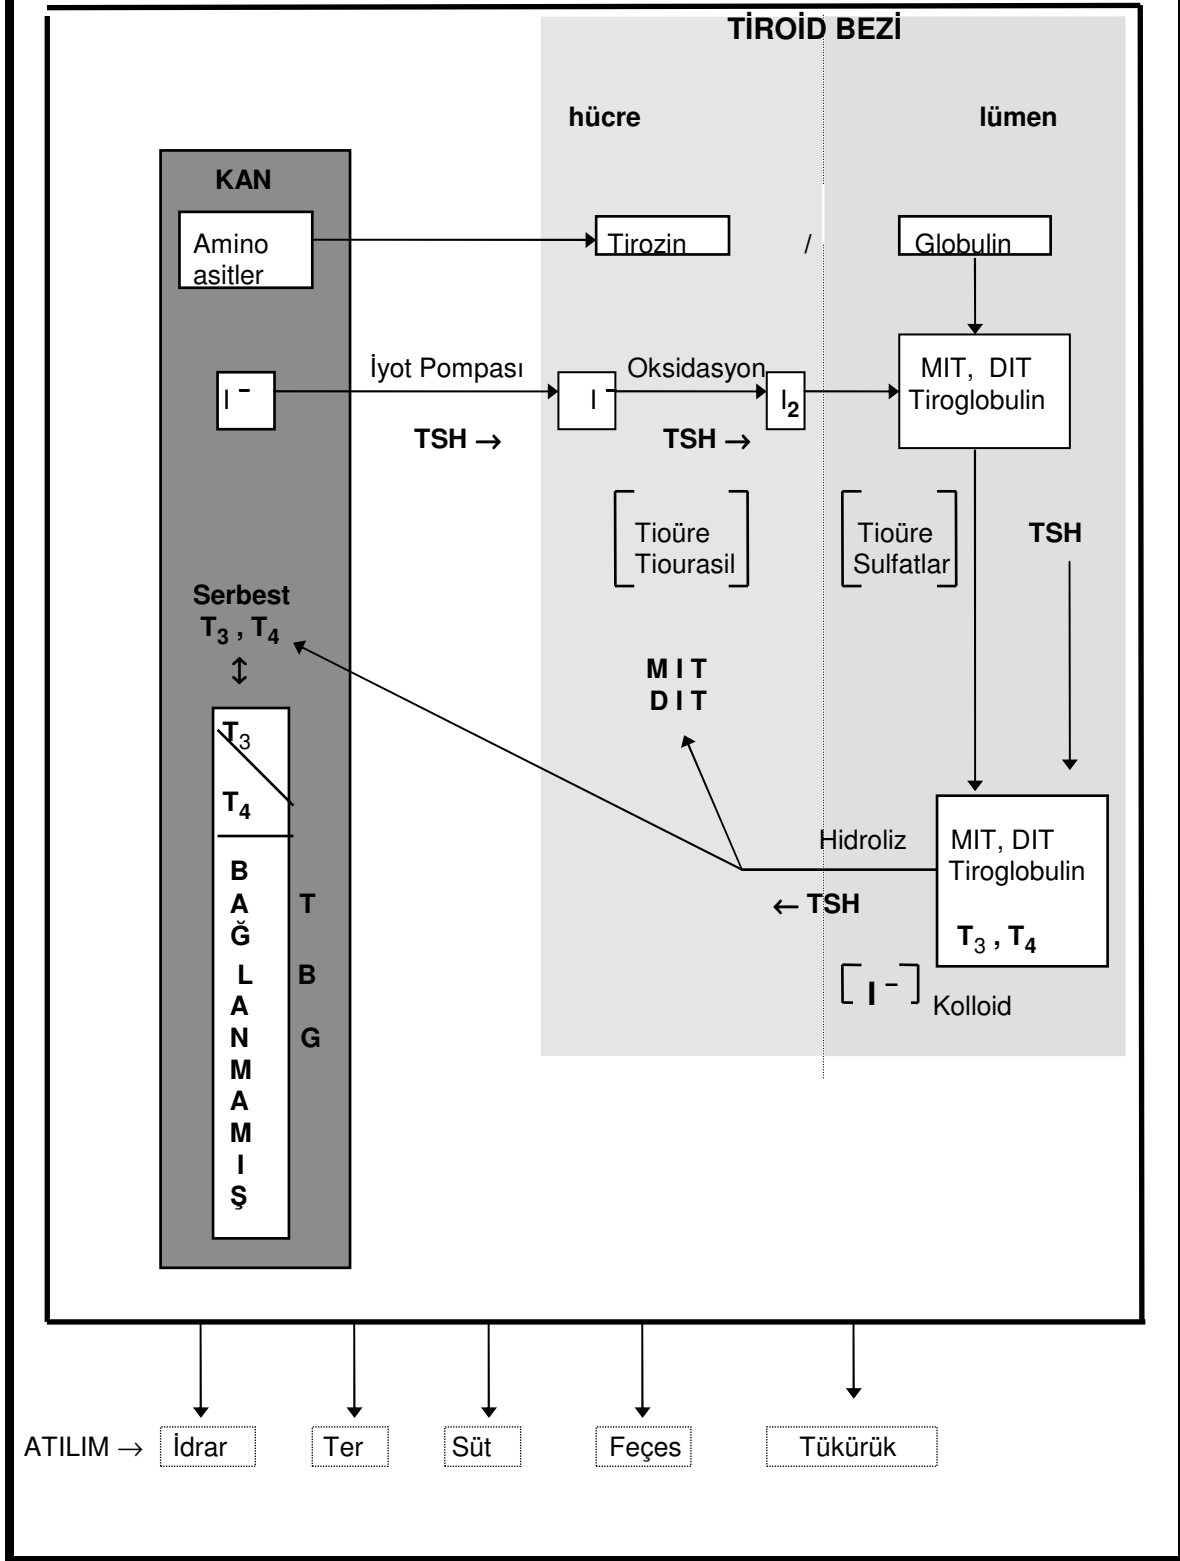 TİROİD BEZİ
hücre
lümen
KAN
Amino
asitler
Tirozin
/
Globulin
İyot Pompası
Oksidasyon
I –
I –
I2
MIT, DIT
Tiroglobulin
TSH →
TSH →
Tioüre
Tiourasil
Tioüre
Sulfatlar
TSH
Serbest
T3 , T4
↕
M I T
D I T
T3
T4
Hidroliz
MIT, DIT
Tiroglobulin
T3 , T4
← TSH
[ I – ]
Kolloid
B
A
Ğ
L
A
N
M
A
M
I
Ş
T
B
G
ATILIM →
İdrar
Ter
Süt
Feçes
Tükürük